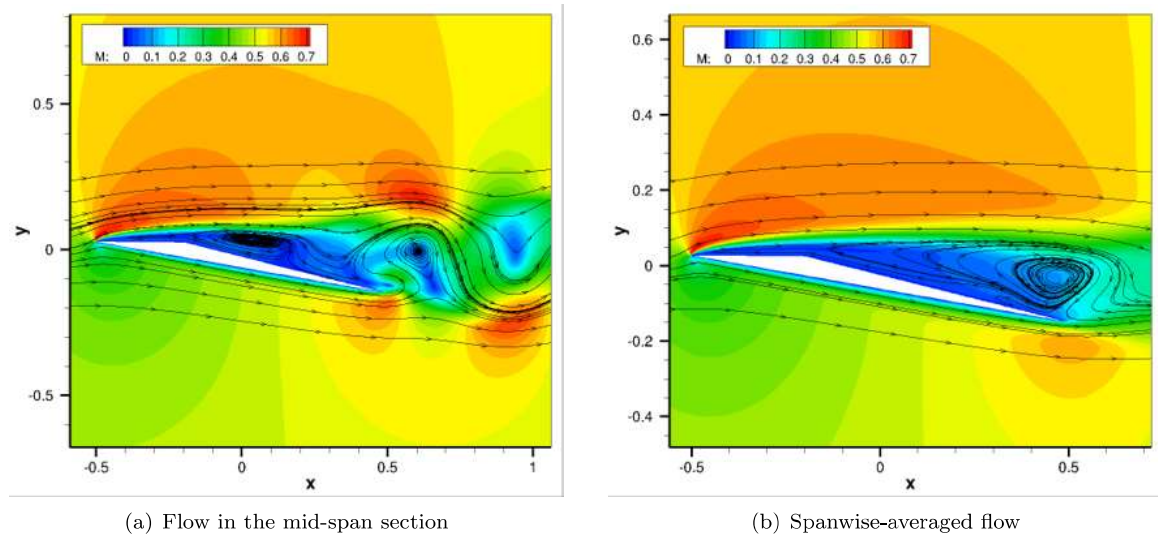 M: 0 0.1 0.2 0.3 0.4 0.5 0.6 0.7
0.5
0
-0.5
y
-0.5 0 0.5 1
x
(a) Flow in the mid-span section
M: 0 0.1 0.2 0.3 0.4 0.5 0.6 0.7
0.6
0.4
0.2
0
-0.2
-0.4
y
-0.5 0 0.5
x
(b) Spanwise-averaged flow